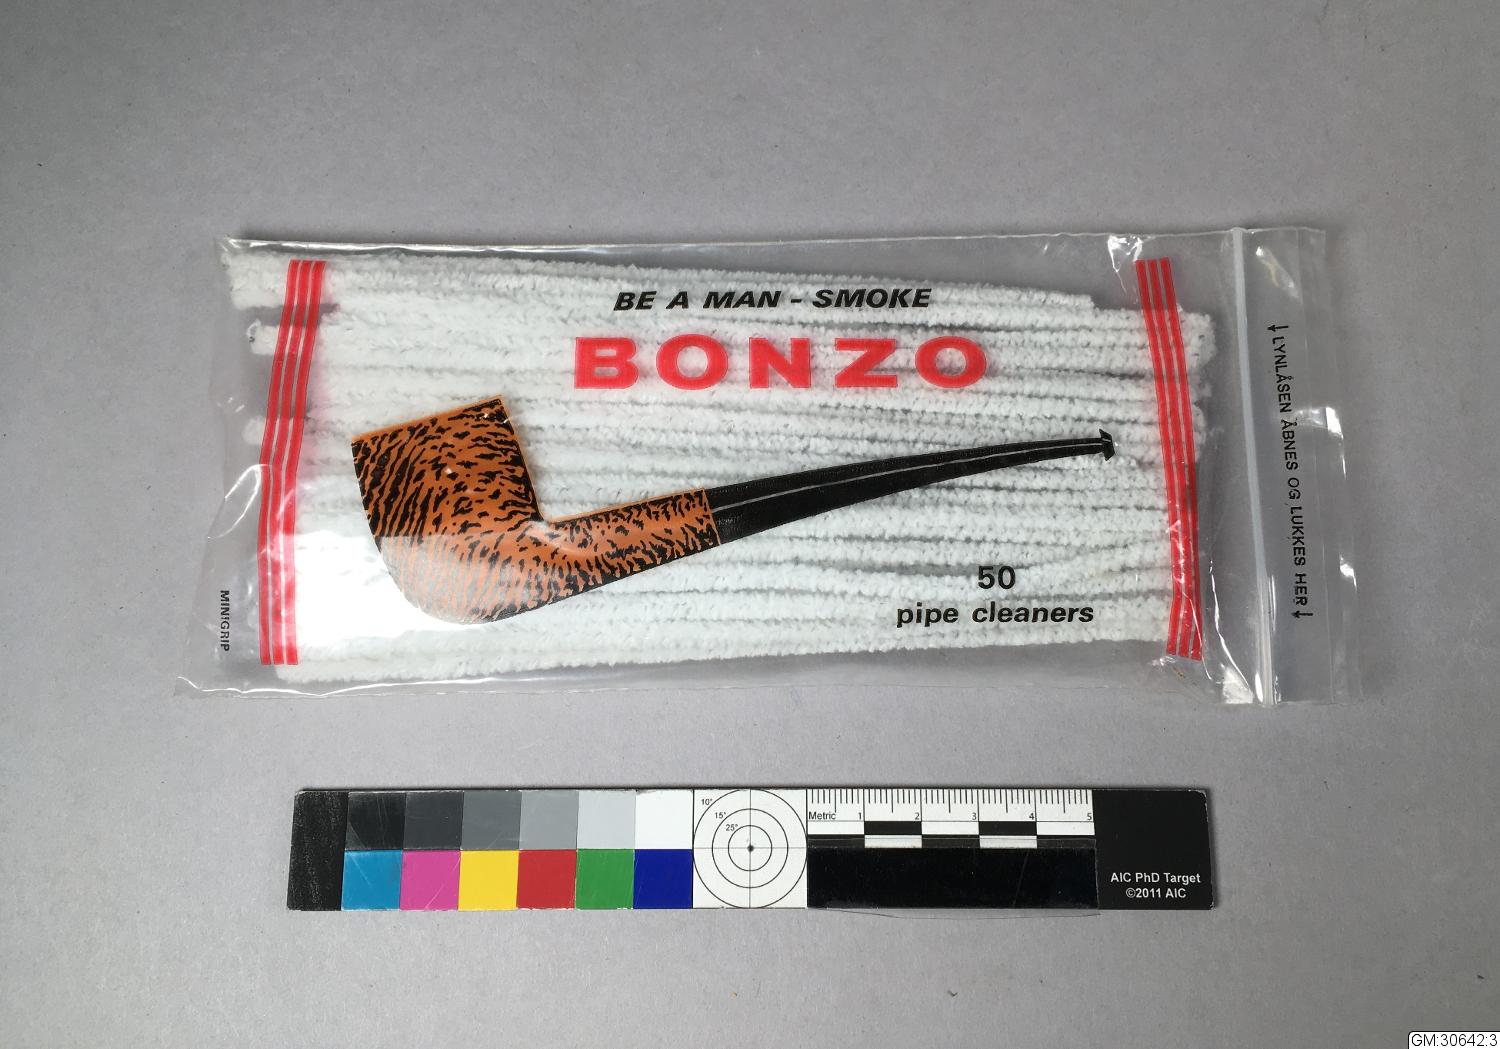 BE A MAN - SMOKE
BONZO
50
pipe cleaners
MINIGRIP
LYNLÅSEN ÅBNES OG LUKKES HER
10°
15°
25°
Metric 1 2 3 4 5
AIC PhD Target
©2011 AIC
GM:30642:3